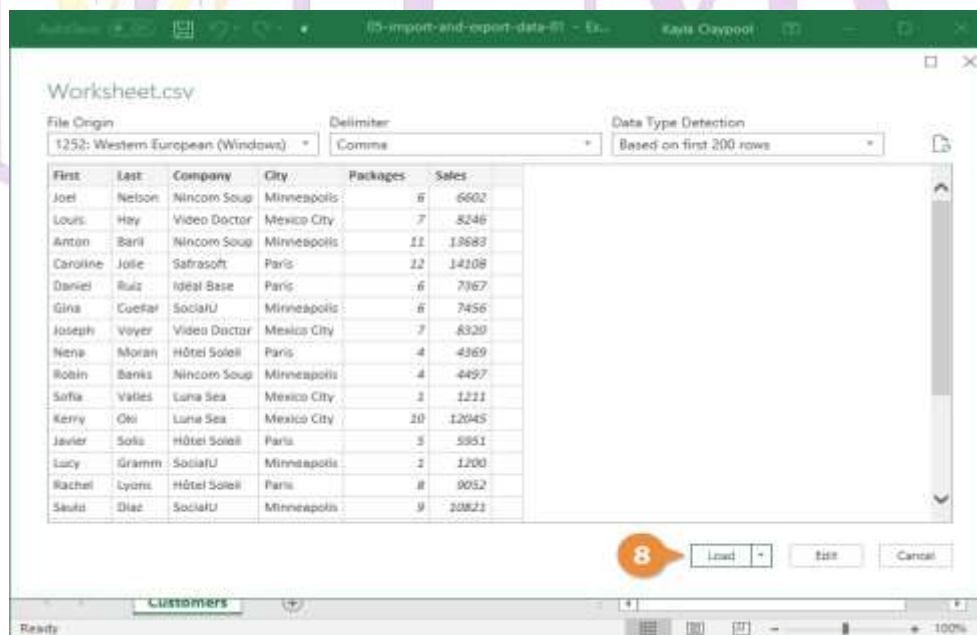 AutoSave
05-import-and-export-data-01 - Ex...
Kayla Claypool
Worksheet.csv
File Origin
Delimiter
Data Type Detection
1252: Western European (Windows)
Comma
Based on first 200 rows
First Last Company City Packages Sales
Joel Nelson Nincom Soup Minneapolis 6 6602
Louis Hay Video Doctor Mexico City 7 8246
Anton Baril Nincom Soup Minneapolis 11 13683
Caroline Jolie Safrasoft Paris 12 14108
Daniel Ruiz Idéal Base Paris 6 7367
Gina Cuellar SocialU Minneapolis 6 7456
Joseph Voyer Video Doctor Mexico City 7 8320
Nena Moran Hôtel Soleil Paris 4 4369
Robin Banks Nincom Soup Minneapolis 4 4497
Sofia Valles Luna Sea Mexico City 1 1211
Kerry Oki Luna Sea Mexico City 10 12045
Javier Solis Hôtel Soleil Paris 5 5951
Lucy Gramm SocialU Minneapolis 1 1200
Rachel Lyons Hôtel Soleil Paris 8 9052
Saulo Diaz SocialU Minneapolis 9 10821
8
Load
Edit
Cancel
Customers
Ready
100%